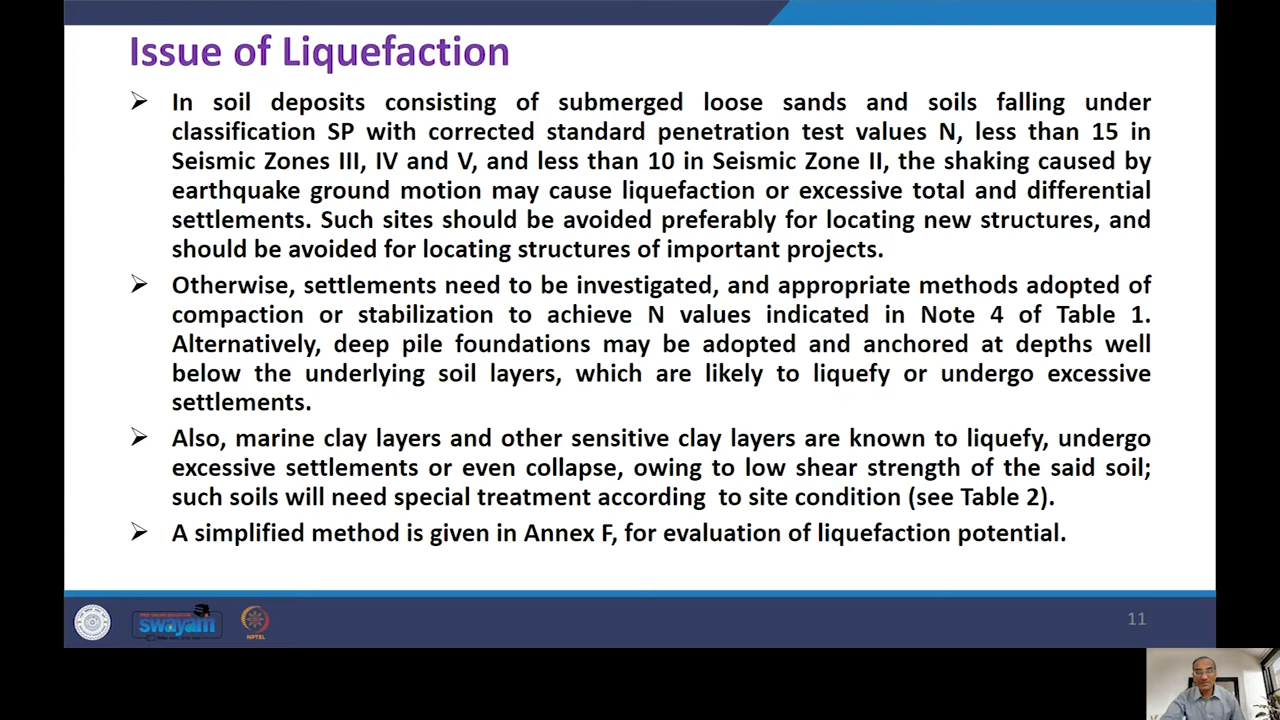 Issue of Liquefaction
➢ In soil deposits consisting of submerged loose sands and soils falling under
classification SP with corrected standard penetration test values N, less than 15 in
Seismic Zones III, IV and V, and less than 10 in Seismic Zone II, the shaking caused by
earthquake ground motion may cause liquefaction or excessive total and differential
settlements. Such sites should be avoided preferably for locating new structures, and
should be avoided for locating structures of important projects.
➢ Otherwise, settlements need to be investigated, and appropriate methods adopted of
compaction or stabilization to achieve N values indicated in Note 4 of Table 1.
Alternatively, deep pile foundations may be adopted and anchored at depths well
below the underlying soil layers, which are likely to liquefy or undergo excessive
settlements.
➢ Also, marine clay layers and other sensitive clay layers are known to liquefy, undergo
excessive settlements or even collapse, owing to low shear strength of the said soil;
such soils will need special treatment according to site condition (see Table 2).
➢ A simplified method is given in Annex F, for evaluation of liquefaction potential.
swayam
NPTEL
11